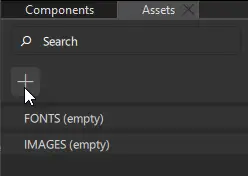 Components Assets
Search
FONTS (empty)
IMAGES (empty)